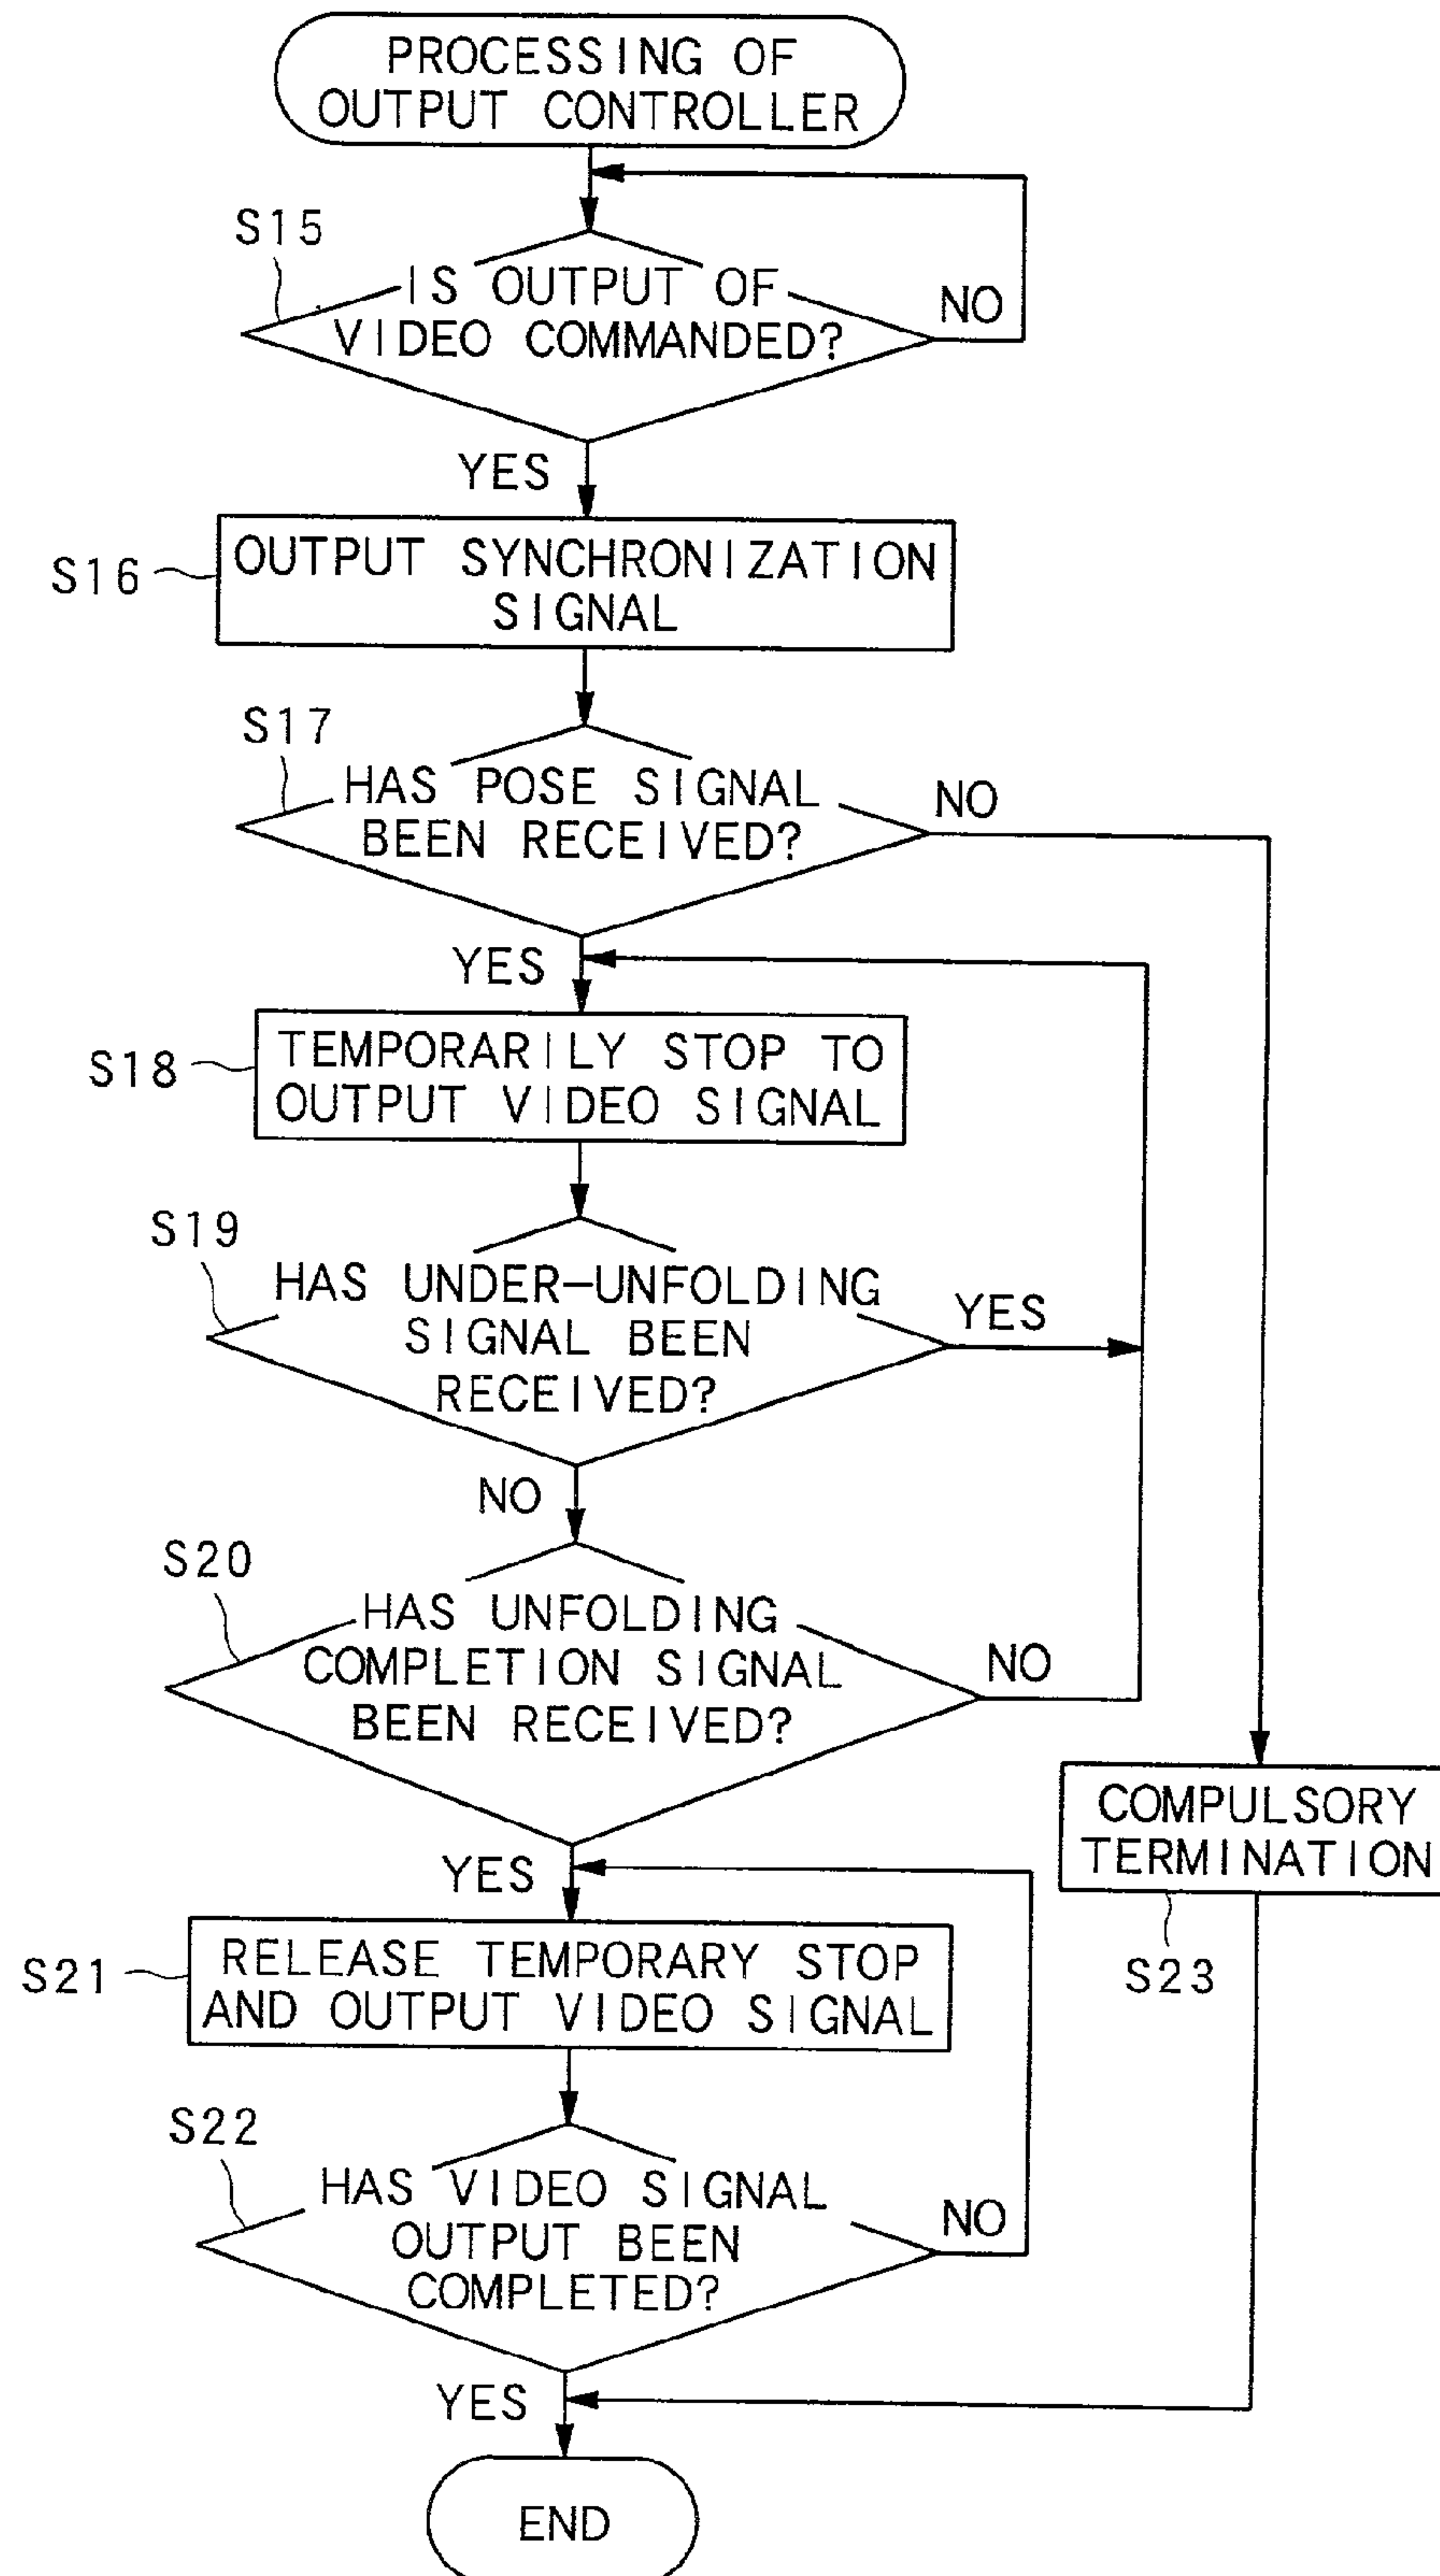 PROCESSING OF
OUTPUT CONTROLLER
S15
IS OUTPUT OF
VIDEO COMMANDED?
NO
YES
S16
OUTPUT SYNCHRONIZATION
SIGNAL
S17
HAS POSE SIGNAL
BEEN RECEIVED?
NO
YES
S18
TEMPORARILY STOP TO
OUTPUT VIDEO SIGNAL
S19
HAS UNDER-UNFOLDING
SIGNAL BEEN
RECEIVED?
YES
NO
S20
HAS UNFOLDING
COMPLETION SIGNAL
BEEN RECEIVED?
NO
YES
COMPULSORY
TERMINATION
S23
S21
RELEASE TEMPORARY STOP
AND OUTPUT VIDEO SIGNAL
S22
HAS VIDEO SIGNAL
OUTPUT BEEN
COMPLETED?
NO
YES
END